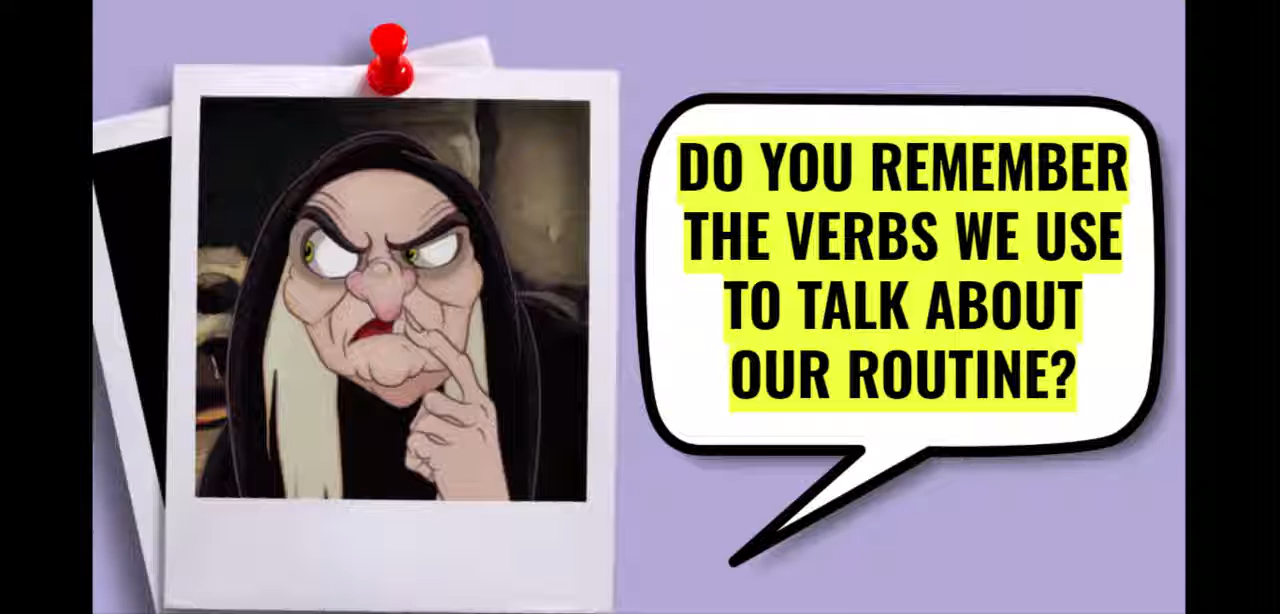 DO YOU REMEMBER
THE VERBS WE USE
TO TALK ABOUT
OUR ROUTINE?